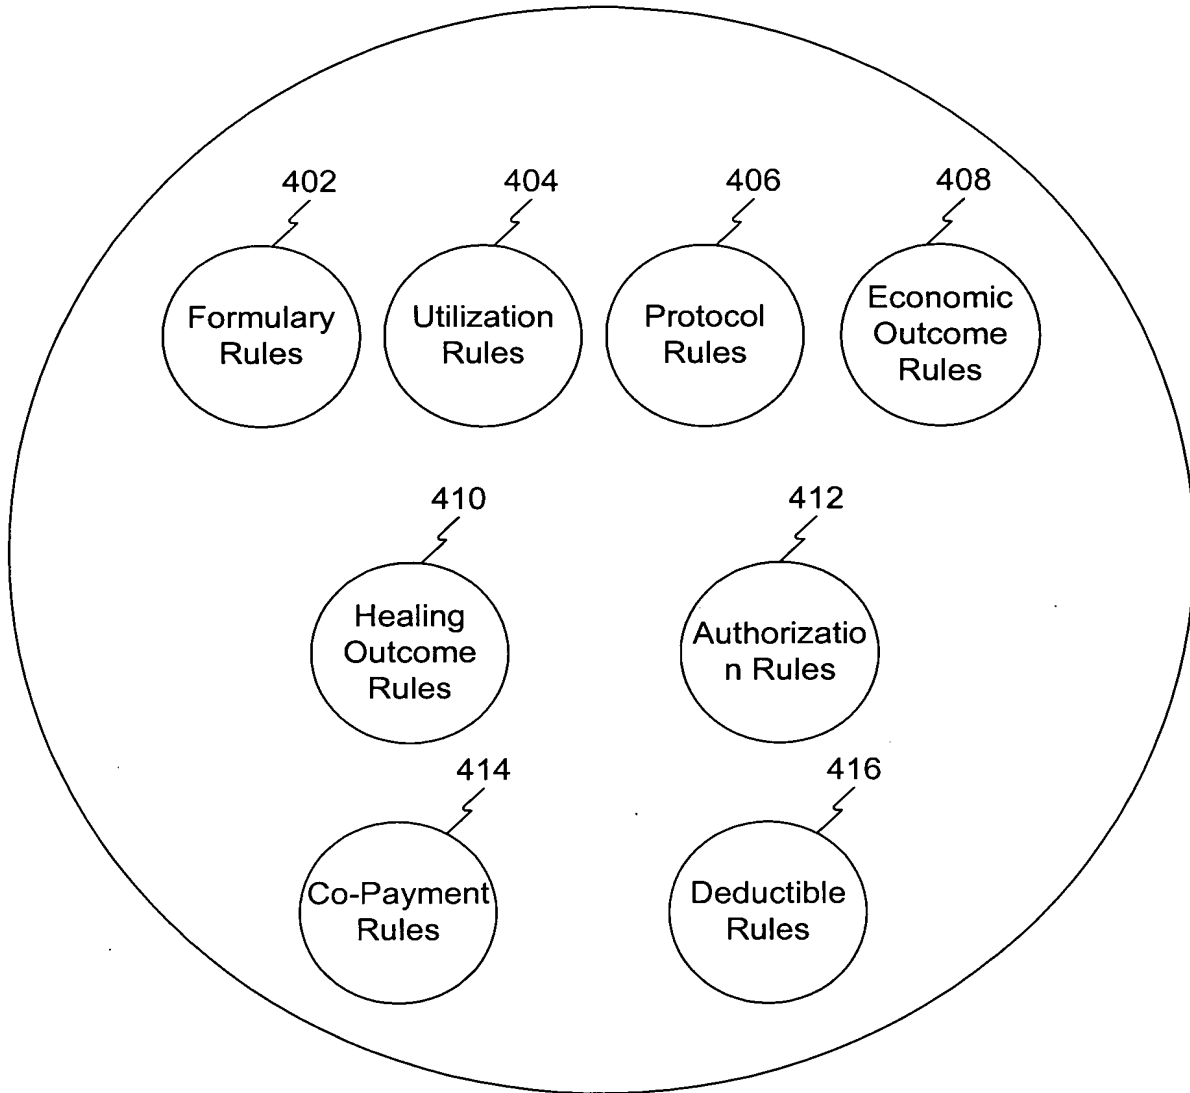 402
404
406
408
Formulary
Rules
Utilization
Rules
Protocol
Rules
Economic
Outcome
Rules
410
412
Healing
Outcome
Rules
Authorizatio
n Rules
414
416
Co-Payment
Rules
Deductible
Rules